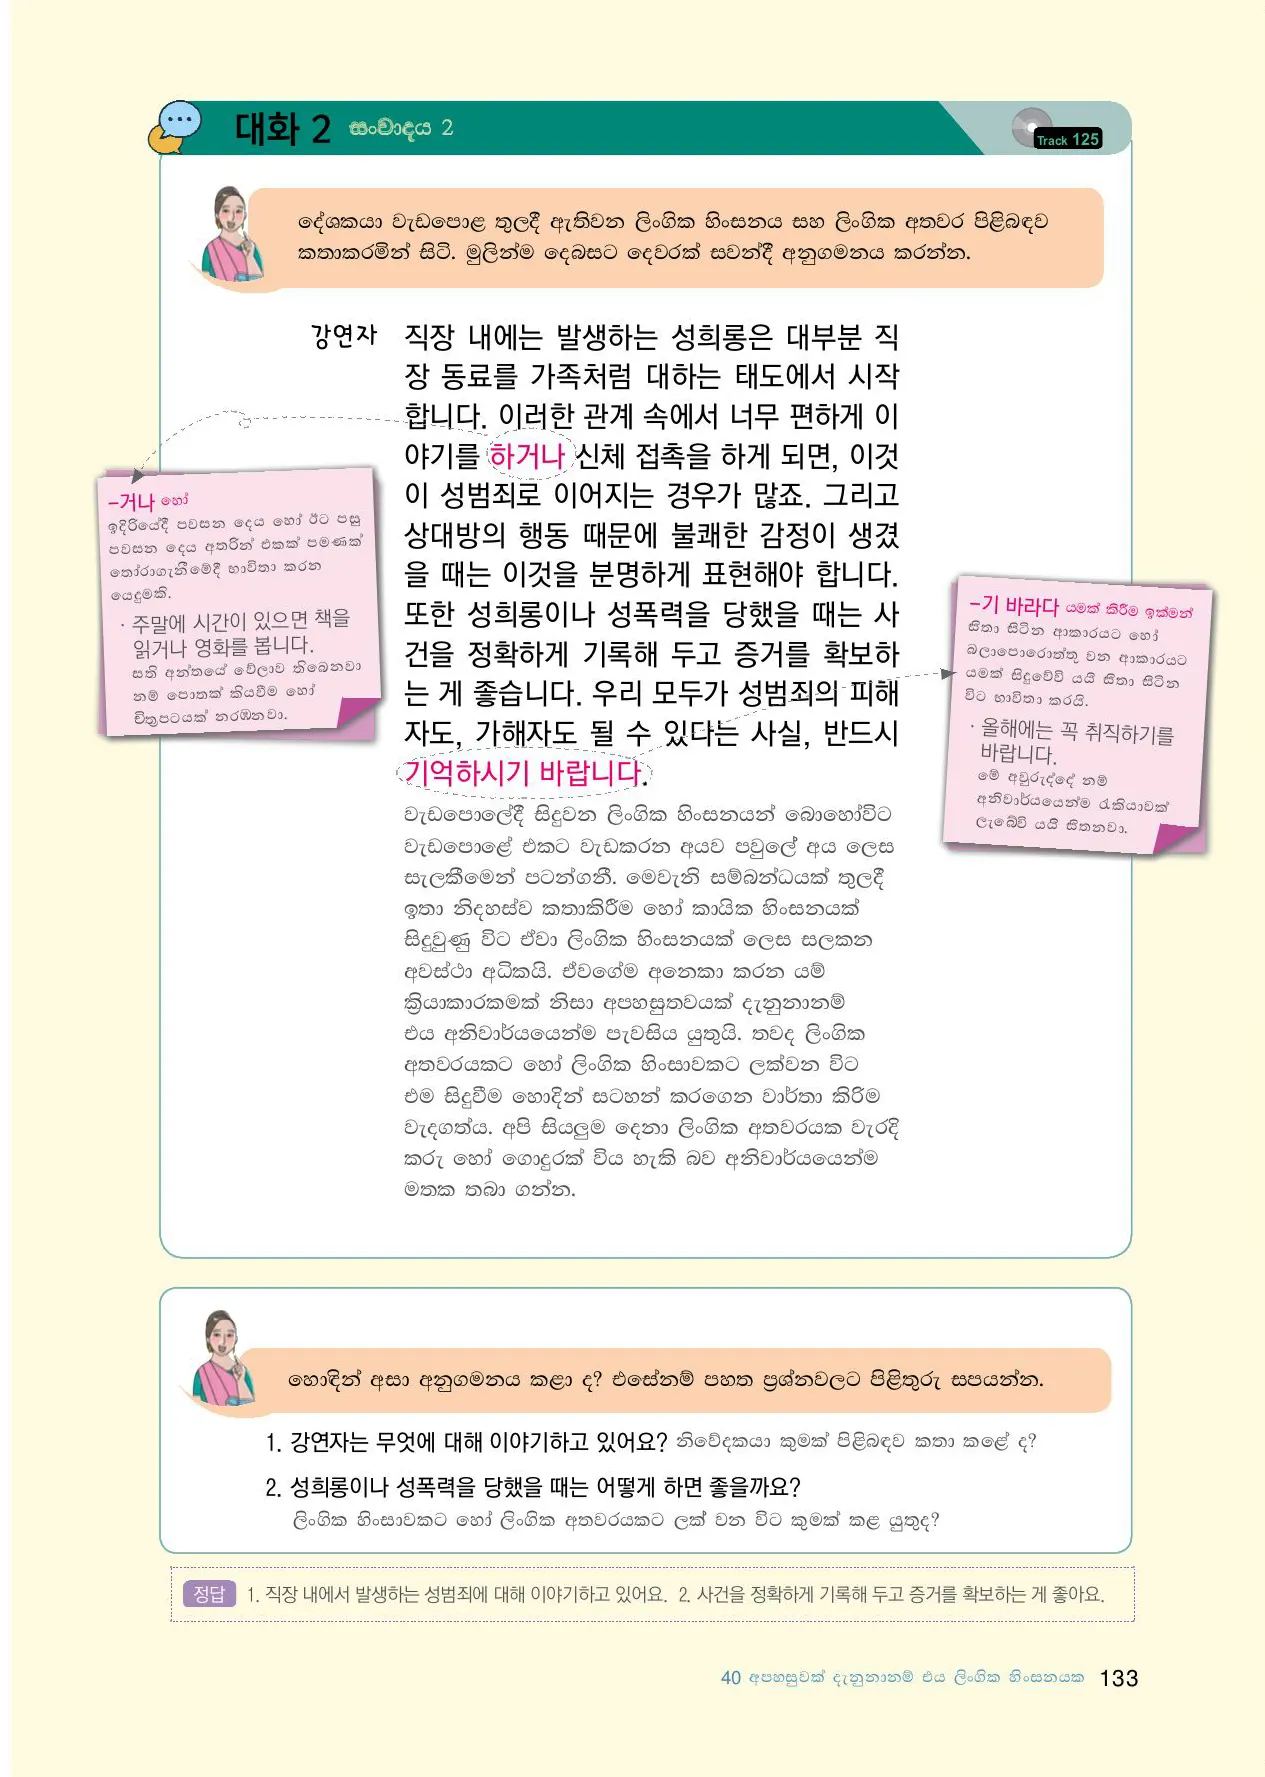 대화 2 සංවාදය 2
Track 125
දේශකයා වැඩපොළ තුලදී ඇතිවන ලිංගික හිංසනය සහ ලිංගික අතවර පිළිබඳව
කතාකරමින් සිටි. මුලින්ම දෙබසට දෙවරක් සවන්දී අනුගමනය කරන්න.
강연자 직장 내에는 발생하는 성희롱은 대부분 직
장 동료를 가족처럼 대하는 태도에서 시작
합니다. 이러한 관계 속에서 너무 편하게 이
야기를 하거나 신체 접촉을 하게 되면, 이것
이 성범죄로 이어지는 경우가 많죠. 그리고
상대방의 행동 때문에 불쾌한 감정이 생겼
을 때는 이것을 분명하게 표현해야 합니다.
또한 성희롱이나 성폭력을 당했을 때는 사
건을 정확하게 기록해 두고 증거를 확보하
는 게 좋습니다. 우리 모두가 성범죄의 피해
자도, 가해자도 될 수 있다는 사실, 반드시
기억하시기 바랍니다.
වැඩපොලේදී සිදුවන ලිංගික හිංසනයන් බොහෝවිට
වැඩපොළේ එකට වැඩකරන අයව පවුලේ අය ලෙස
සැලකීමෙන් පටන්ගනී. මෙවැනි සම්බන්ධයක් තුලදී
ඉතා නිදහස්ව කතාකිරීම හෝ කායික හිංසනයක්
සිදුවුණු විට ඒවා ලිංගික හිංසනයක් ලෙස සලකන
අවස්ථා අධිකයි. ඒවගේම අනෙකා කරන යම්
ක්‍රියාකාරකමක් නිසා අපහසුතවයක් දැනුනානම්
එය අනිවාර්යයෙන්ම පැවසිය යුතුයි. තවද ලිංගික
අතවරයකට හෝ ලිංගික හිංසාවකට ලක්වන විට
එම සිදුවීම හොදින් සටහන් කරගෙන වාර්තා කිරිම
වැදගත්ය. අපි සියලුම දෙනා ලිංගික අතවරයක වැරදි
කරු හෝ ගොදුරක් විය හැකි බව අනිවාර්යයෙන්ම
මතක තබා ගන්න.
-거나 හෝ
ඉදිරියේදී පවසන දෙය හෝ ඊට පසු
පවසන දෙය අතරින් එකක් පමණක්
තෝරාගැනීමේදී භාවිතා කරන
යෙදුමකි.
· 주말에 시간이 있으면 책을
읽거나 영화를 봅니다.
සති අන්තයේ වේලාව තිබෙනවා
නම් පොතක් කියවීම හෝ
චිත්‍රපටයක් නරඹනවා.
-기 바라다 යමක් කිරීම ඉක්මන්
සිතා සිටින ආකාරයට හෝ
බලාපොරොත්තු වන ආකාරයට
යමක් සිදුවේවි යයි සිතා සිටින
විට භාවිතා කරයි.
· 올해에는 꼭 취직하기를
바랍니다.
මේ අවුරුද්දේ නම්
අනිවාර්යයෙන්ම රැකියාවක්
ලැබේවි යයි සිතනවා.
හොඳින් අසා අනුගමනය කළා ද? එසේනම් පහත ප්‍රශ්නවලට පිළිතුරු සපයන්න.
1. 강연자는 무엇에 대해 이야기하고 있어요? නිවේදකයා කුමක් පිළිබඳව කතා කළේ ද?
2. 성희롱이나 성폭력을 당했을 때는 어떻게 하면 좋을까요?
ලිංගික හිංසාවකට හෝ ලිංගික අතවරයකට ලක් වන විට කුමක් කළ යුතුද?
정답 1. 직장 내에서 발생하는 성범죄에 대해 이야기하고 있어요. 2. 사건을 정확하게 기록해 두고 증거를 확보하는 게 좋아요.
40 අපහසුවක් දැනුනානම් එය ලිංගික හිංසනයක 133